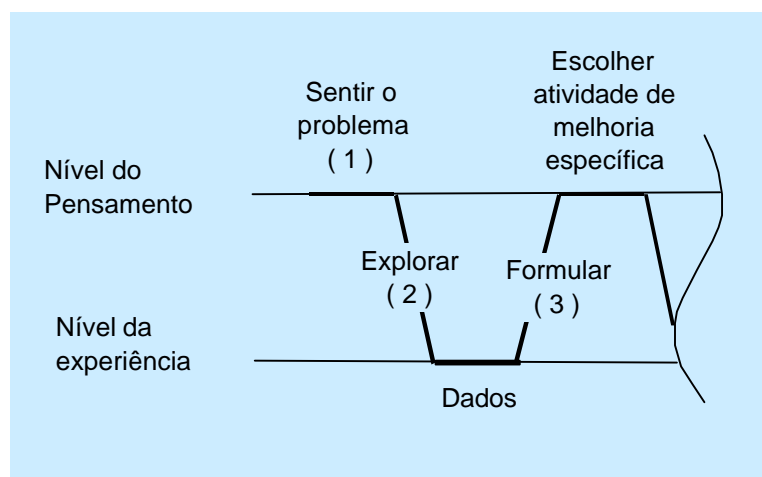 Sentir o
problema
( 1 )
Escolher
atividade de
melhoria
específica
Nível do
Pensamento
Explorar
( 2 )
Formular
( 3 )
Nível da
experiência
Dados